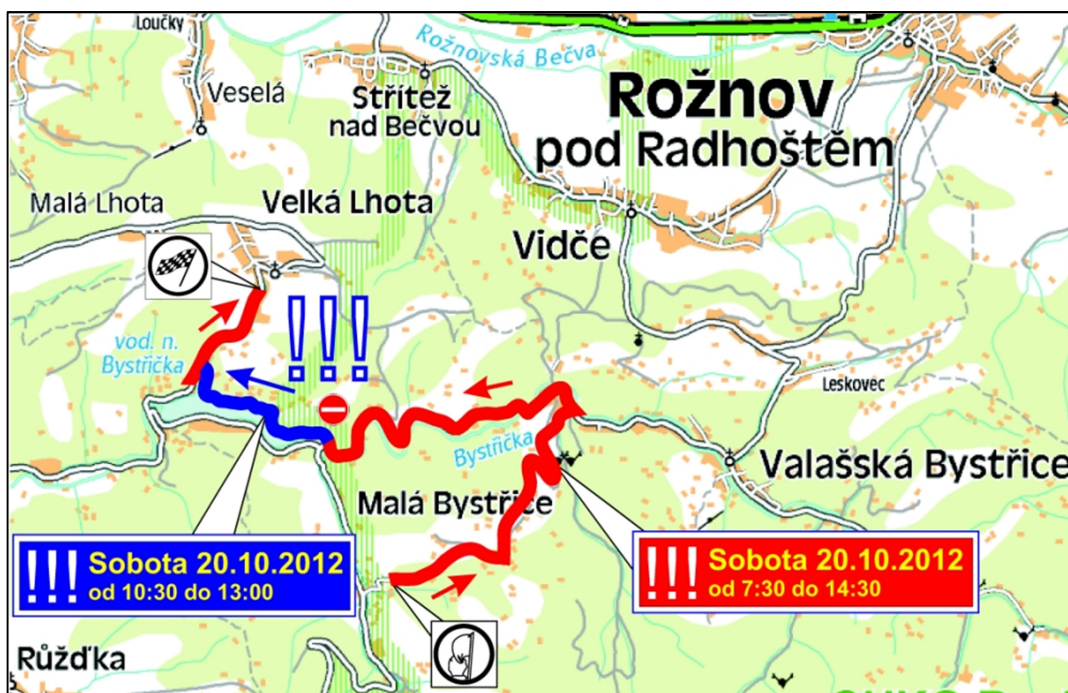 Loučky
Rožnovská Bečva
Veselá
Střítež
nad Bečvou
Rožnov
pod Radhoštěm
Malá Lhota
Velká Lhota
Vidče
!!!
vod. n.
Bystřička
Leskovec
Bystřička
Valašská Bystřice
Malá Bystřice
!!! Sobota 20.10.2012
od 10:30 do 13:00
!!! Sobota 20.10.2012
od 7:30 do 14:30
Růžďka